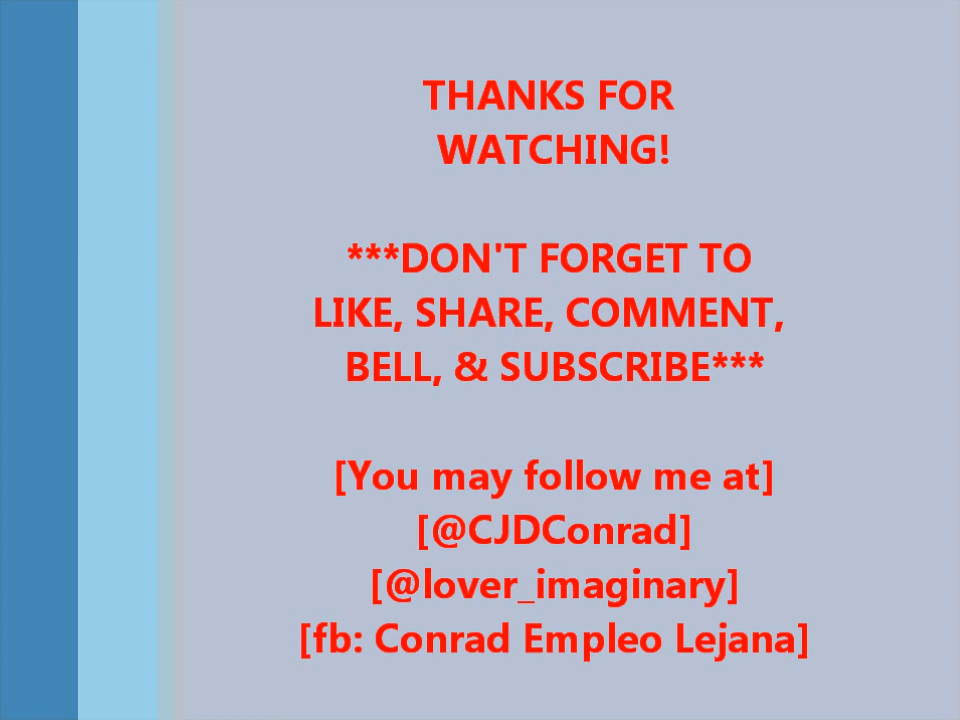 THANKS FOR
WATCHING!
***DON'T FORGET TO
LIKE, SHARE, COMMENT,
BELL, & SUBSCRIBE***
[You may follow me at]
[@CJDConrad]
[@lover_imaginary]
[fb: Conrad Empleo Lejana]